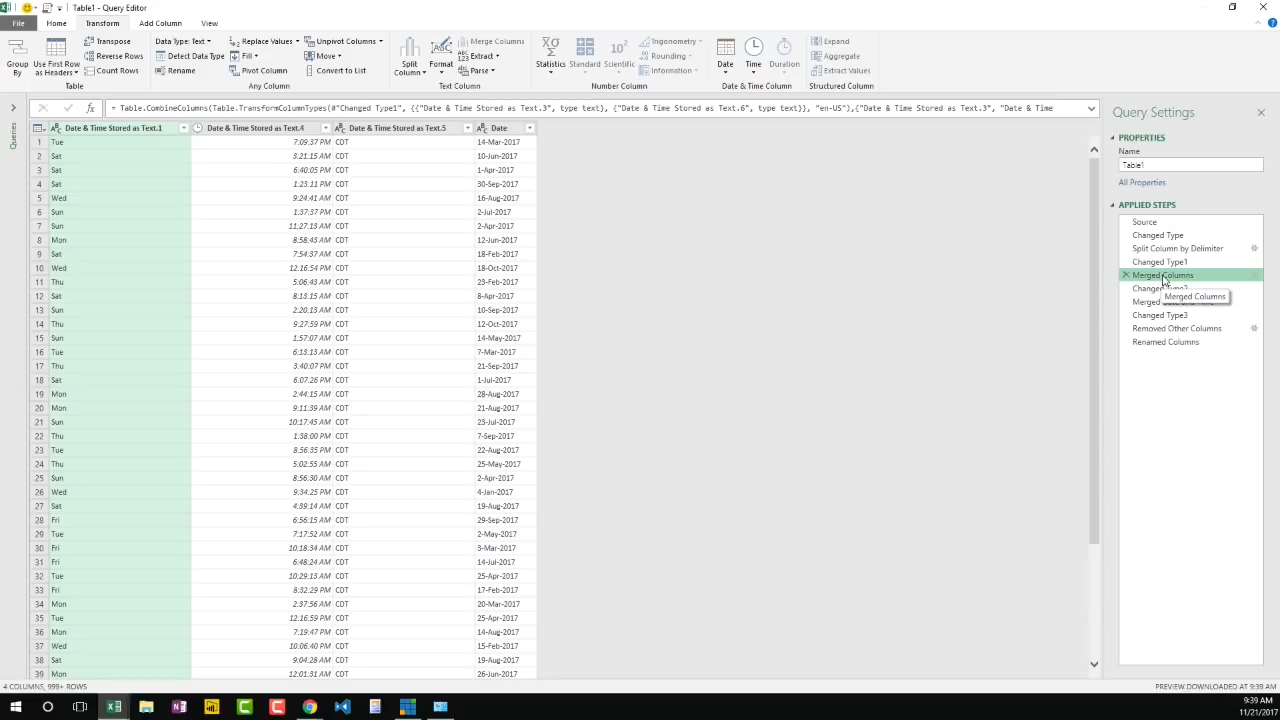 Table1 - Query Editor
File Home Transform Add Column View
Group By
Use First Row as Headers
Transpose
Reverse Rows
Count Rows
Table
Data Type: Text
Detect Data Type
Rename
Replace Values
Fill
Pivot Column
Unpivot Columns
Move
Convert to List
Any Column
Split Column
Format
Merge Columns
Extract
Parse
Text Column
Statistics
Standard
Scientific
Trigonometry
Rounding
Information
Number Column
Date
Time
Duration
Date & Time Column
Expand
Aggregate
Extract Values
Structured Column
= Table.CombineColumns(Table.TransformColumnTypes(#"Changed Type1", {{"Date & Time Stored as Text.3", type text}, {"Date & Time Stored as Text.6", type text}}, "en-US"),{"Date & Time Stored as Text.3", "Date & Time
Queries
Date & Time Stored as Text.1 Date & Time Stored as Text.4 Date & Time Stored as Text.5 Date
1 Tue 7:09:37 PM CDT 14-Mar-2017
2 Sat 3:21:15 AM CDT 10-Jun-2017
3 Sat 6:40:05 PM CDT 1-Apr-2017
4 Sat 1:23:11 PM CDT 30-Sep-2017
5 Wed 9:24:41 AM CDT 16-Aug-2017
6 Sun 1:37:37 PM CDT 2-Jul-2017
7 Sun 11:27:13 AM CDT 2-Apr-2017
8 Mon 8:58:43 AM CDT 12-Jun-2017
9 Sat 7:54:37 AM CDT 18-Feb-2017
10 Wed 12:16:54 PM CDT 18-Oct-2017
11 Thu 5:06:43 AM CDT 23-Feb-2017
12 Sat 8:13:15 AM CDT 8-Apr-2017
13 Sun 2:20:13 AM CDT 10-Sep-2017
14 Thu 9:27:59 PM CDT 12-Oct-2017
15 Sun 1:57:07 AM CDT 14-May-2017
16 Tue 6:13:13 AM CDT 7-Mar-2017
17 Thu 3:40:07 PM CDT 21-Sep-2017
18 Sat 6:07:26 PM CDT 1-Jul-2017
19 Mon 2:44:15 AM CDT 28-Aug-2017
20 Mon 9:11:39 AM CDT 21-Aug-2017
21 Sun 10:17:45 AM CDT 23-Jul-2017
22 Thu 1:38:00 PM CDT 7-Sep-2017
23 Tue 8:56:35 PM CDT 22-Aug-2017
24 Thu 5:02:55 AM CDT 25-May-2017
25 Sun 8:56:30 AM CDT 2-Apr-2017
26 Wed 9:34:25 PM CDT 4-Jan-2017
27 Sat 4:39:14 AM CDT 19-Aug-2017
28 Fri 6:56:15 AM CDT 29-Sep-2017
29 Tue 7:17:52 AM CDT 2-May-2017
30 Fri 10:18:34 AM CDT 3-Mar-2017
31 Fri 6:48:24 AM CDT 14-Jul-2017
32 Tue 10:29:13 AM CDT 25-Apr-2017
33 Fri 8:32:29 PM CDT 17-Feb-2017
34 Mon 2:37:56 AM CDT 20-Mar-2017
35 Tue 12:16:59 PM CDT 25-Apr-2017
36 Mon 7:19:47 PM CDT 14-Aug-2017
37 Wed 10:06:40 PM CDT 15-Feb-2017
38 Sat 9:04:28 AM CDT 19-Aug-2017
39 Mon 12:01:31 AM CDT 26-Jun-2017
Query Settings
PROPERTIES
Name
Table1
All Properties
APPLIED STEPS
Source
Changed Type
Split Column by Delimiter
Changed Type1
Merged Columns
Changed Type2
Merged Columns
Merged
Changed Type3
Removed Other Columns
Renamed Columns
4 COLUMNS, 999+ ROWS
PREVIEW DOWNLOADED AT 9:39 AM
9:39 AM
11/21/2017